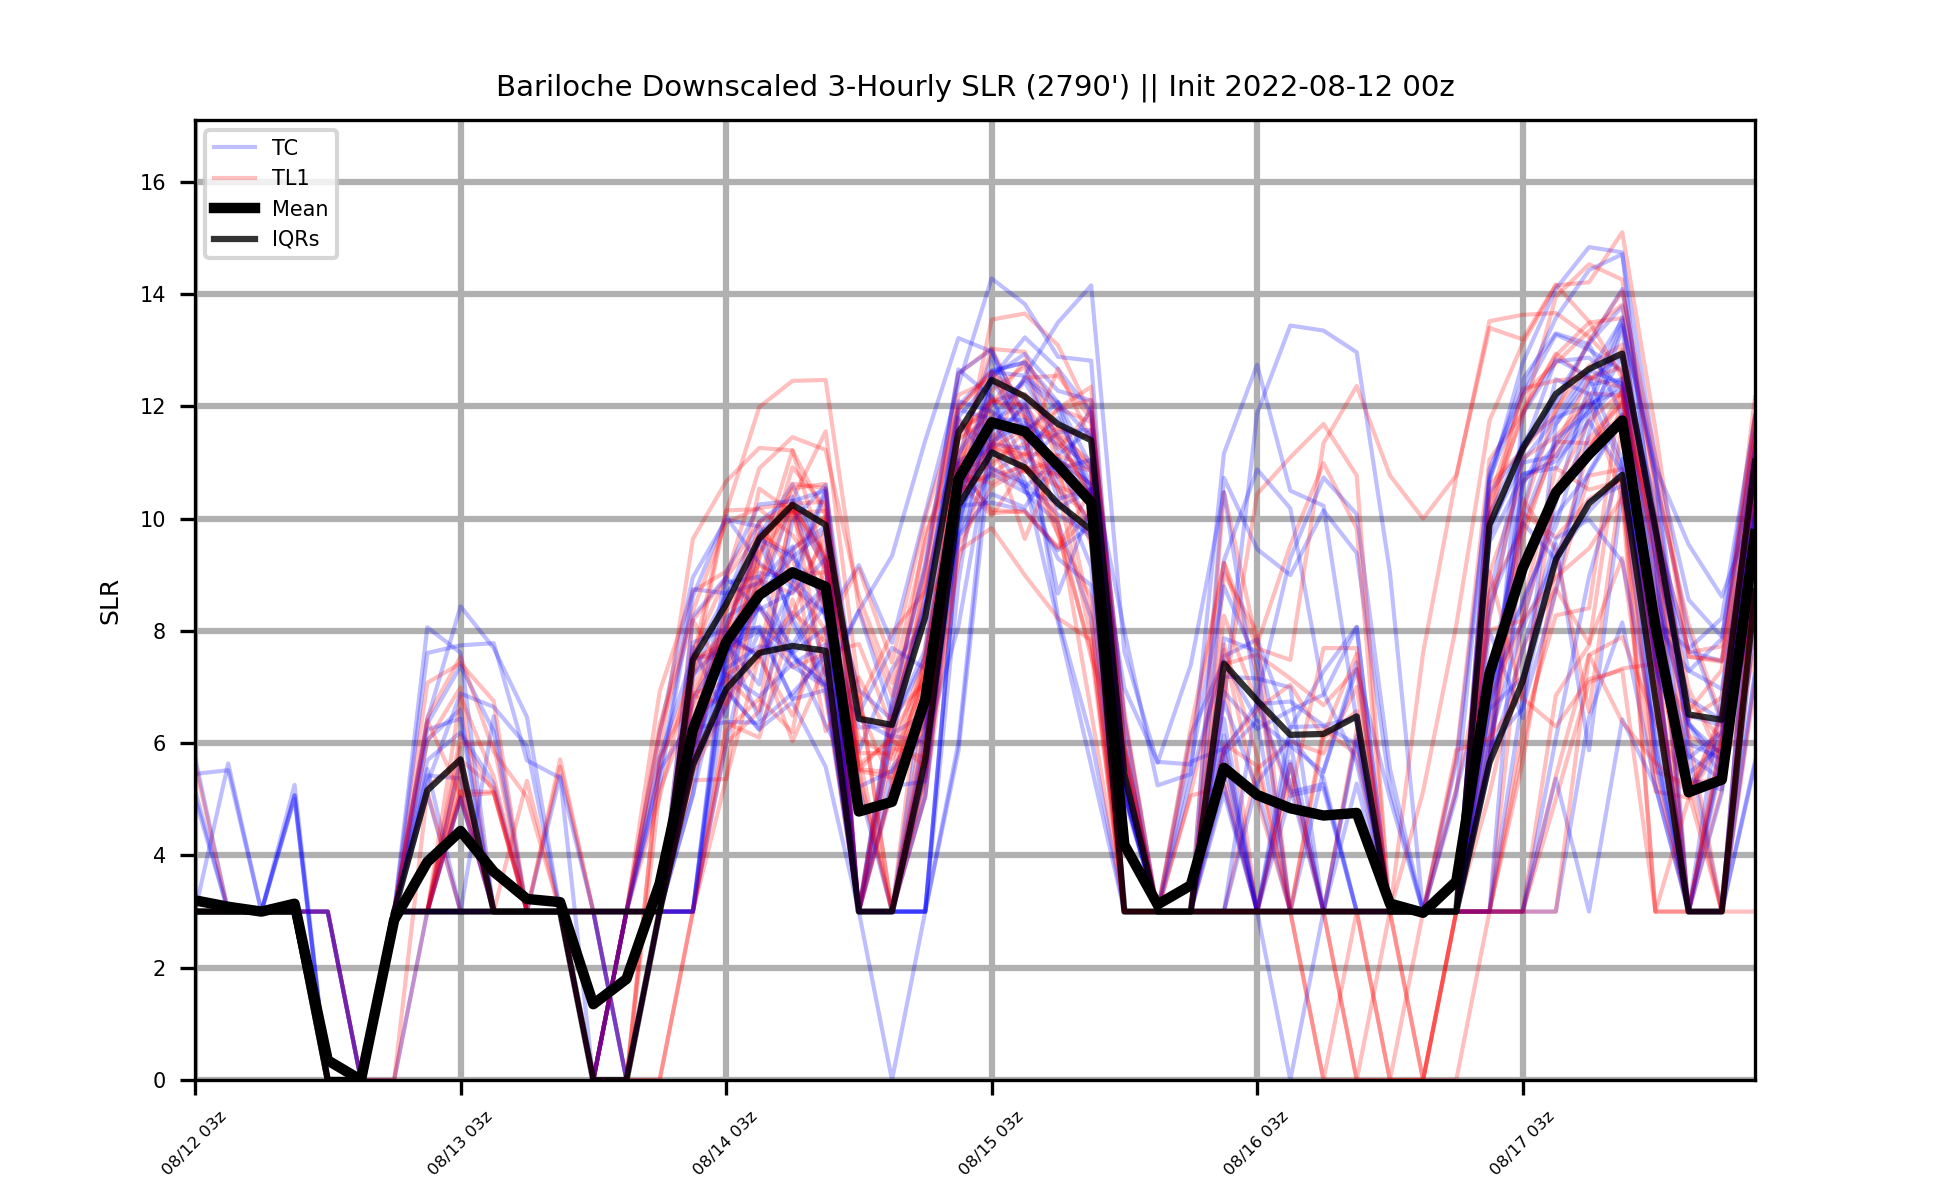 Bariloche Downscaled 3-Hourly SLR (2790') || Init 2022-08-12 00z
TC
TL1
Mean
IQRs
SLR
16
14
12
10
8
6
4
2
0
08/12 03z
08/13 03z
08/14 03z
08/15 03z
08/16 03z
08/17 03z